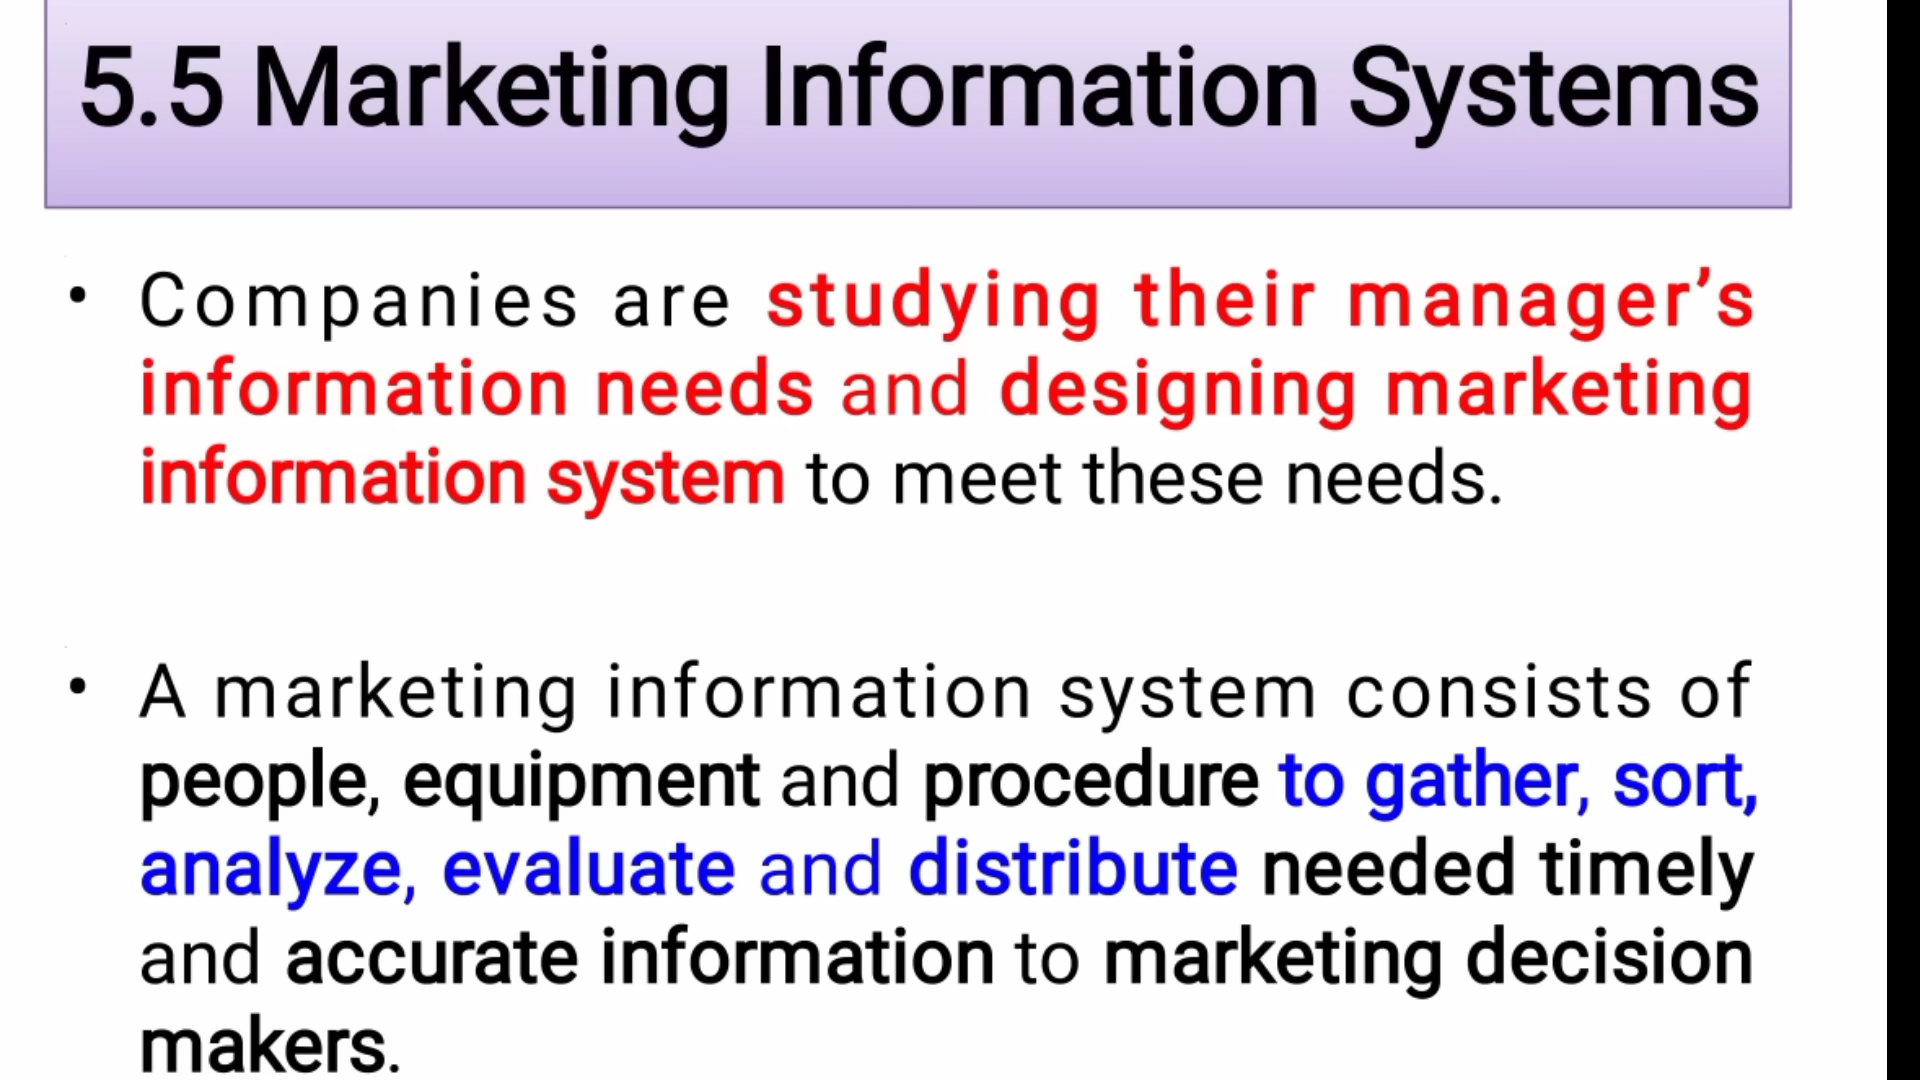 5.5 Marketing Information Systems
• Companies are studying their manager’s
information needs and designing marketing
information system to meet these needs.
• A marketing information system consists of
people, equipment and procedure to gather, sort,
analyze, evaluate and distribute needed timely
and accurate information to marketing decision
makers.